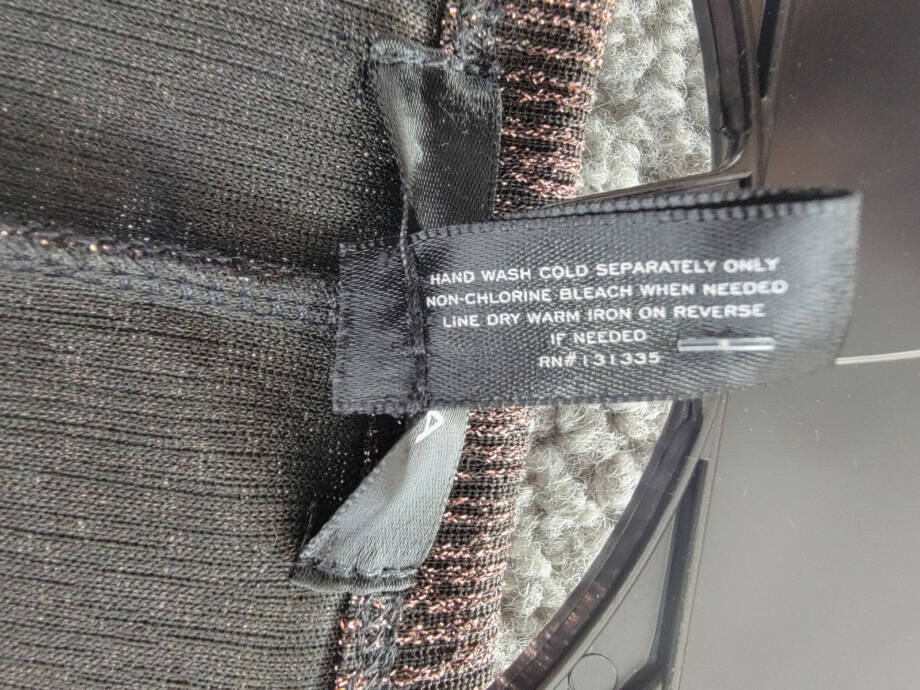 HAND WASH COLD SEPARATELY ONLY
NON-CHLORINE BLEACH WHEN NEEDED
LINE DRY WARM IRON ON REVERSE
IF NEEDED
RN#131335